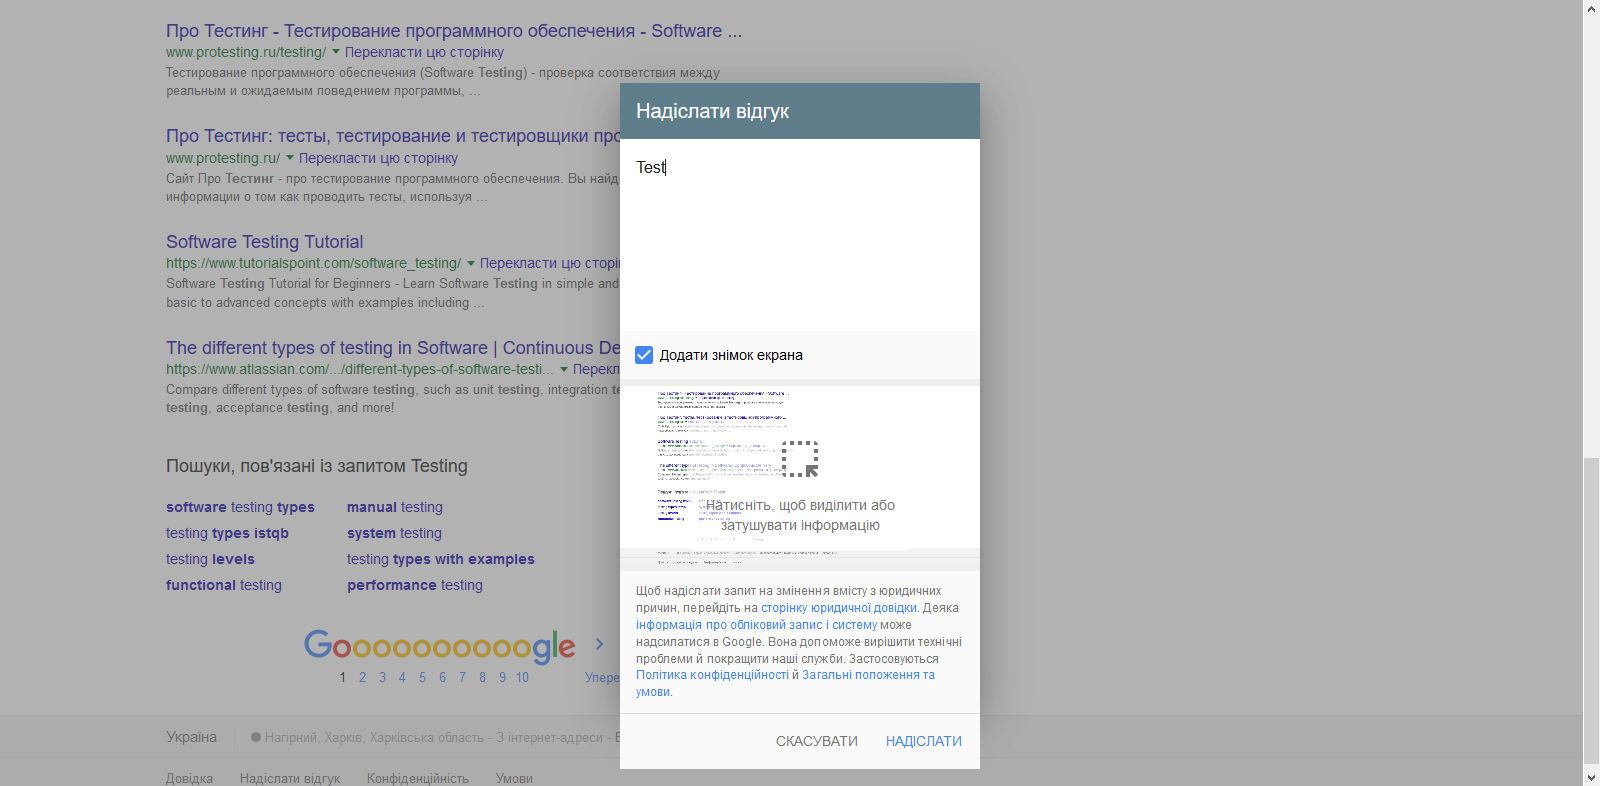 Про Тестинг - Тестирование программного обеспечения - Software ...
www.protesting.ru/testing/ Перекласти цю сторінку
Тестирование программного обеспечения (Software Testing) - проверка соответствия между
реальным и ожидаемым поведением программы, ...
Про Тестинг: тесты, тестирование и тестировщики
www.protesting.ru/ Перекласти цю сторінку
Сайт Про Тестинг - про тестирование программного обеспечения. Вы
информации о том как проводить тесты, используя ...
Software Testing Tutorial
https://www.tutorialspoint.com/software_testing/ Перекласти цю
Software Testing Tutorial for Beginners - Learn Software Testing in simple and
basic to advanced concepts with examples including ...
The different types of testing in Software | Continuous
https://www.atlassian.com/.../different-types-of-software-testi...
Compare different types of software testing, such as unit testing, integration
testing, acceptance testing, and more!
Пошуки, пов'язані із запитом Testing
software testing types
manual testing
testing types istqb
system testing
testing levels
testing types with examples
functional testing
performance testing
Goooooooooogle
1 2 3 4 5 6 7 8 9 10
Україна
Нагірний, Харків, Харківська область - З інтернет-адреси -
Довідка Надіслати відгук Конфіденційність Умови
Надіслати відгук
Test
Додати знімок екрана
Натисніть, щоб виділити або
затушувати інформацію
Щоб надіслати запит на змінення вмісту з юридичних
причин, перейдіть на сторінку юридичної довідки. Деяка
інформація про обліковий запис і систему може
надсилатися в Google. Вона допоможе вирішити технічні
проблеми й покращити наші служби. Застосовуються
Політика конфіденційності й Загальні положення та
умови.
СКАСУВАТИ НАДІСЛАТИ